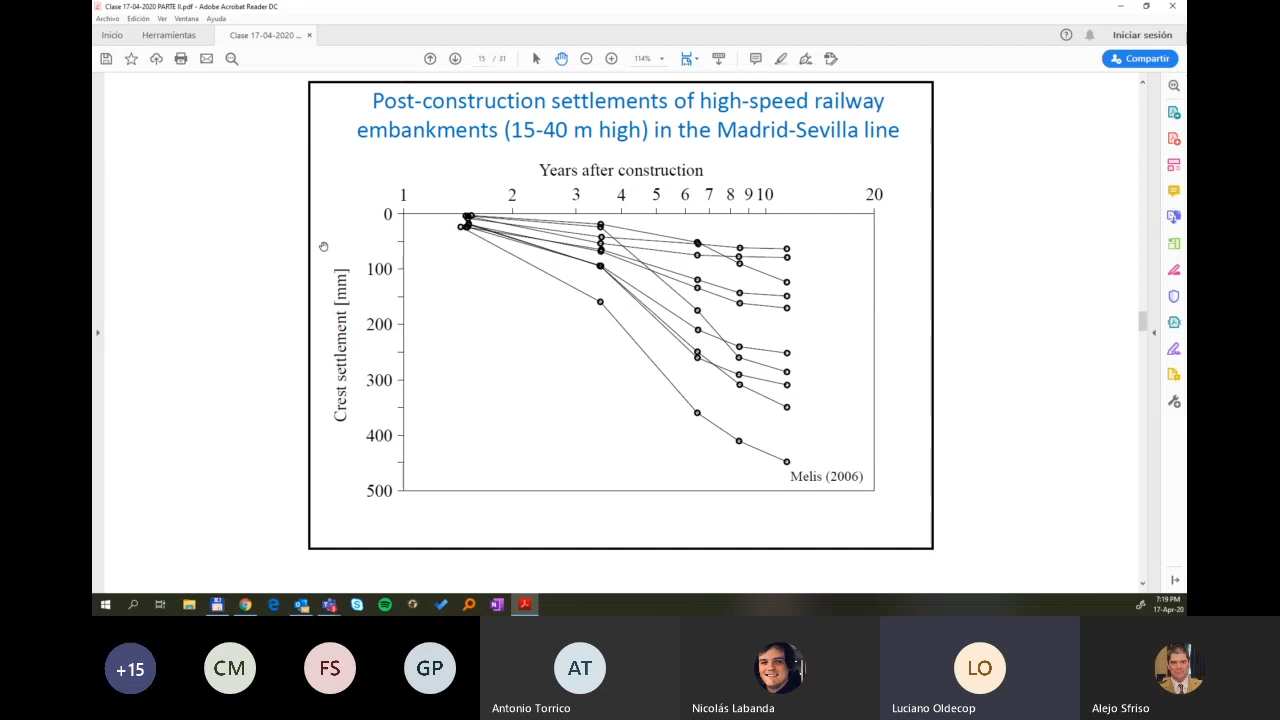 Clase 17-04-2020 PARTE II.pdf - Adobe Acrobat Reader DC
Archivo Edición Ver Ventana Ayuda
Inicio Herramientas Clase 17-04-2020 ... × Iniciar sesión
15 / 31 114% Compartir
Post-construction settlements of high-speed railway
embankments (15-40 m high) in the Madrid-Sevilla line
Years after construction
1 2 3 4 5 6 7 8 9 10 20
Crest settlement [mm]
0
100
200
300
400
500
Melis (2006)
7:19 PM
17-Apr-20
+15 CM FS GP AT LO
Antonio Torrico Nicolás Labanda Luciano Oldecop Alejo Sfriso